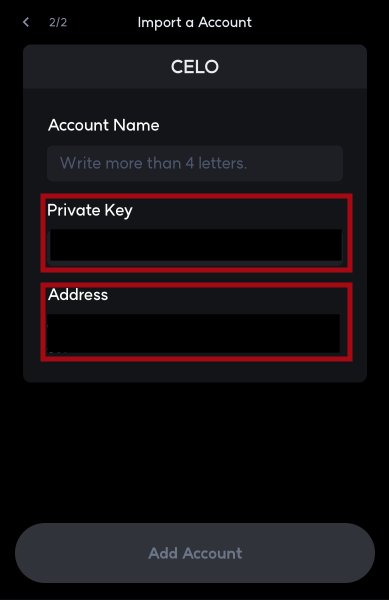 2/2
Import a Account
CELO
Account Name
Write more than 4 letters.
Private Key
Address
Add Account